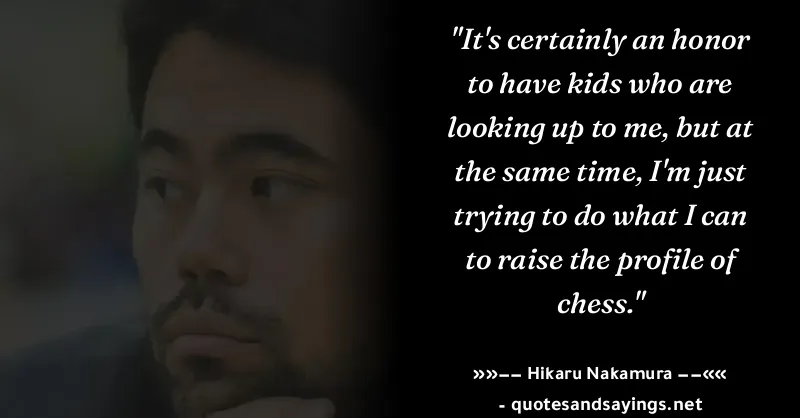 "It's certainly an honor
to have kids who are
looking up to me, but at
the same time, I'm just
trying to do what I can
to raise the profile of
chess."
»»–– Hikaru Nakamura ––««
- quotesandsayings.net